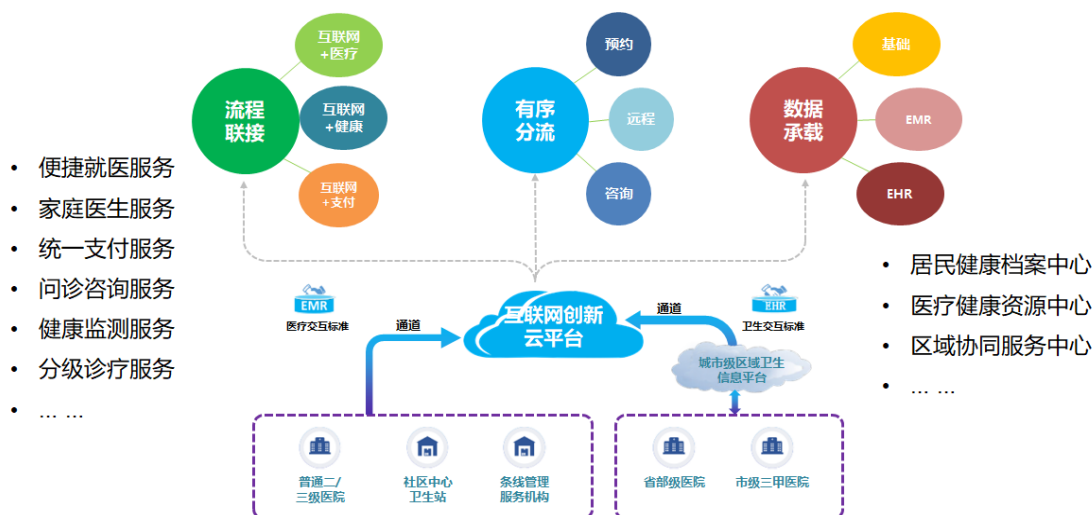 互联网
+医疗
流程
联接
互联网
+健康
互联网
+支付
预约
有序
分流
远程
咨询
基础
数据
承载
EMR
EHR
• 便捷就医服务
• 家庭医生服务
• 统一支付服务
• 问诊咨询服务
• 健康监测服务
• 分级诊疗服务
• … …
• 居民健康档案中心
• 医疗健康资源中心
• 区域协同服务中心
• … …
EMR
医疗交互标准
通道
互联网创新
云平台
通道
EHR
卫生交互标准
城市级区域卫生
信息平台
普通二/
三级医院
社区中心
卫生站
条线管理
服务机构
省部级医院
市级三甲医院